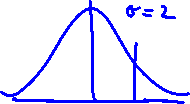 σ = 2